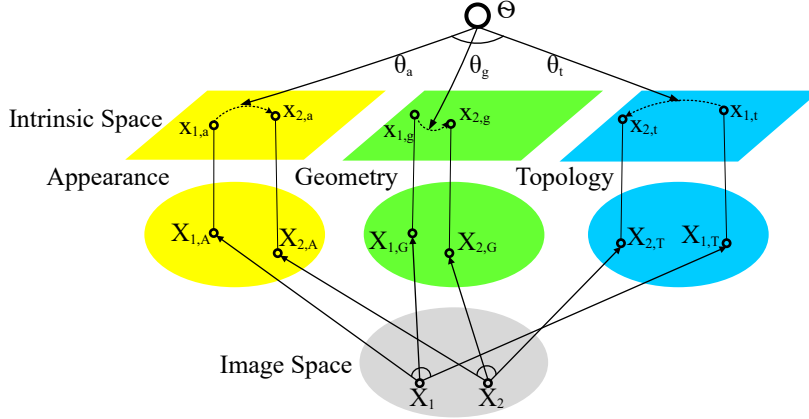 Θ
θa θg θt
Intrinsic Space
x1,a x2,a x1,g x2,g x2,t x1,t
Appearance Geometry Topology
X1,A X2,A X1,G X2,G X2,T X1,T
Image Space
X1 X2